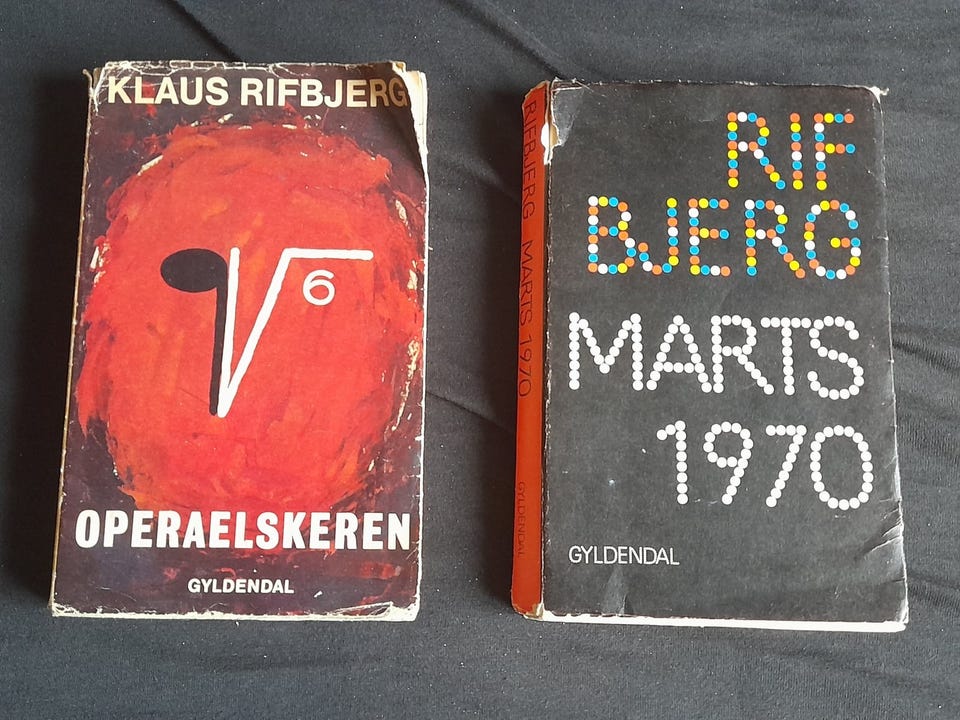 KLAUS RIFBJERG
6
OPERAELSKEREN
GYLDENDAL
RIFBJERG MARTS 1970 GYLDENDAL
RIF
BJERG
MARTS
1970
GYLDENDAL